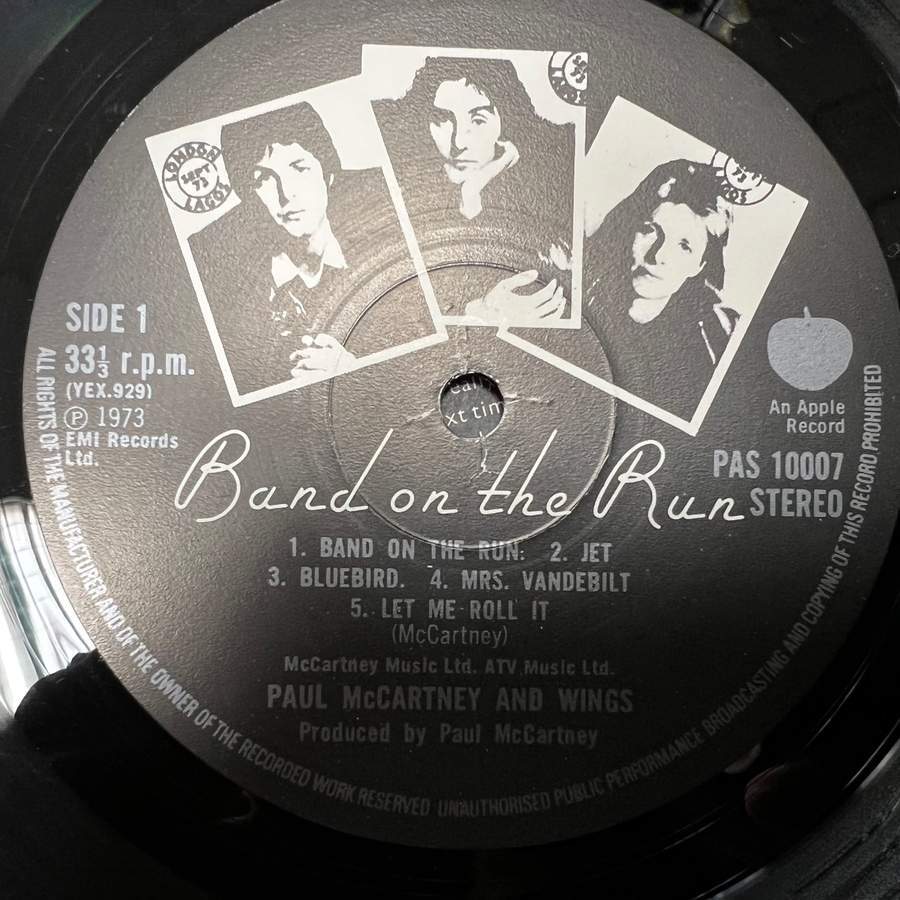 LONDON
SEPT
73
LAGOS
SIDE 1
33⅓ r.p.m.
(YEX.929)
Ⓟ 1973
EMI Records
Ltd.
An Apple
Record
PAS 10007
STEREO
Band on the Run
1. BAND ON THE RUN. 2. JET
3. BLUEBIRD. 4. MRS. VANDEBILT
5. LET ME ROLL IT
(McCartney)
McCartney Music Ltd. ATV Music Ltd.
PAUL McCARTNEY AND WINGS
Produced by Paul McCartney
ALL RIGHTS OF THE MANUFACTURER AND OF THE OWNER OF THE RECORDED WORK RESERVED UNAUTHORISED PUBLIC PERFORMANCE BROADCASTING AND COPYING OF THIS RECORD PROHIBITED